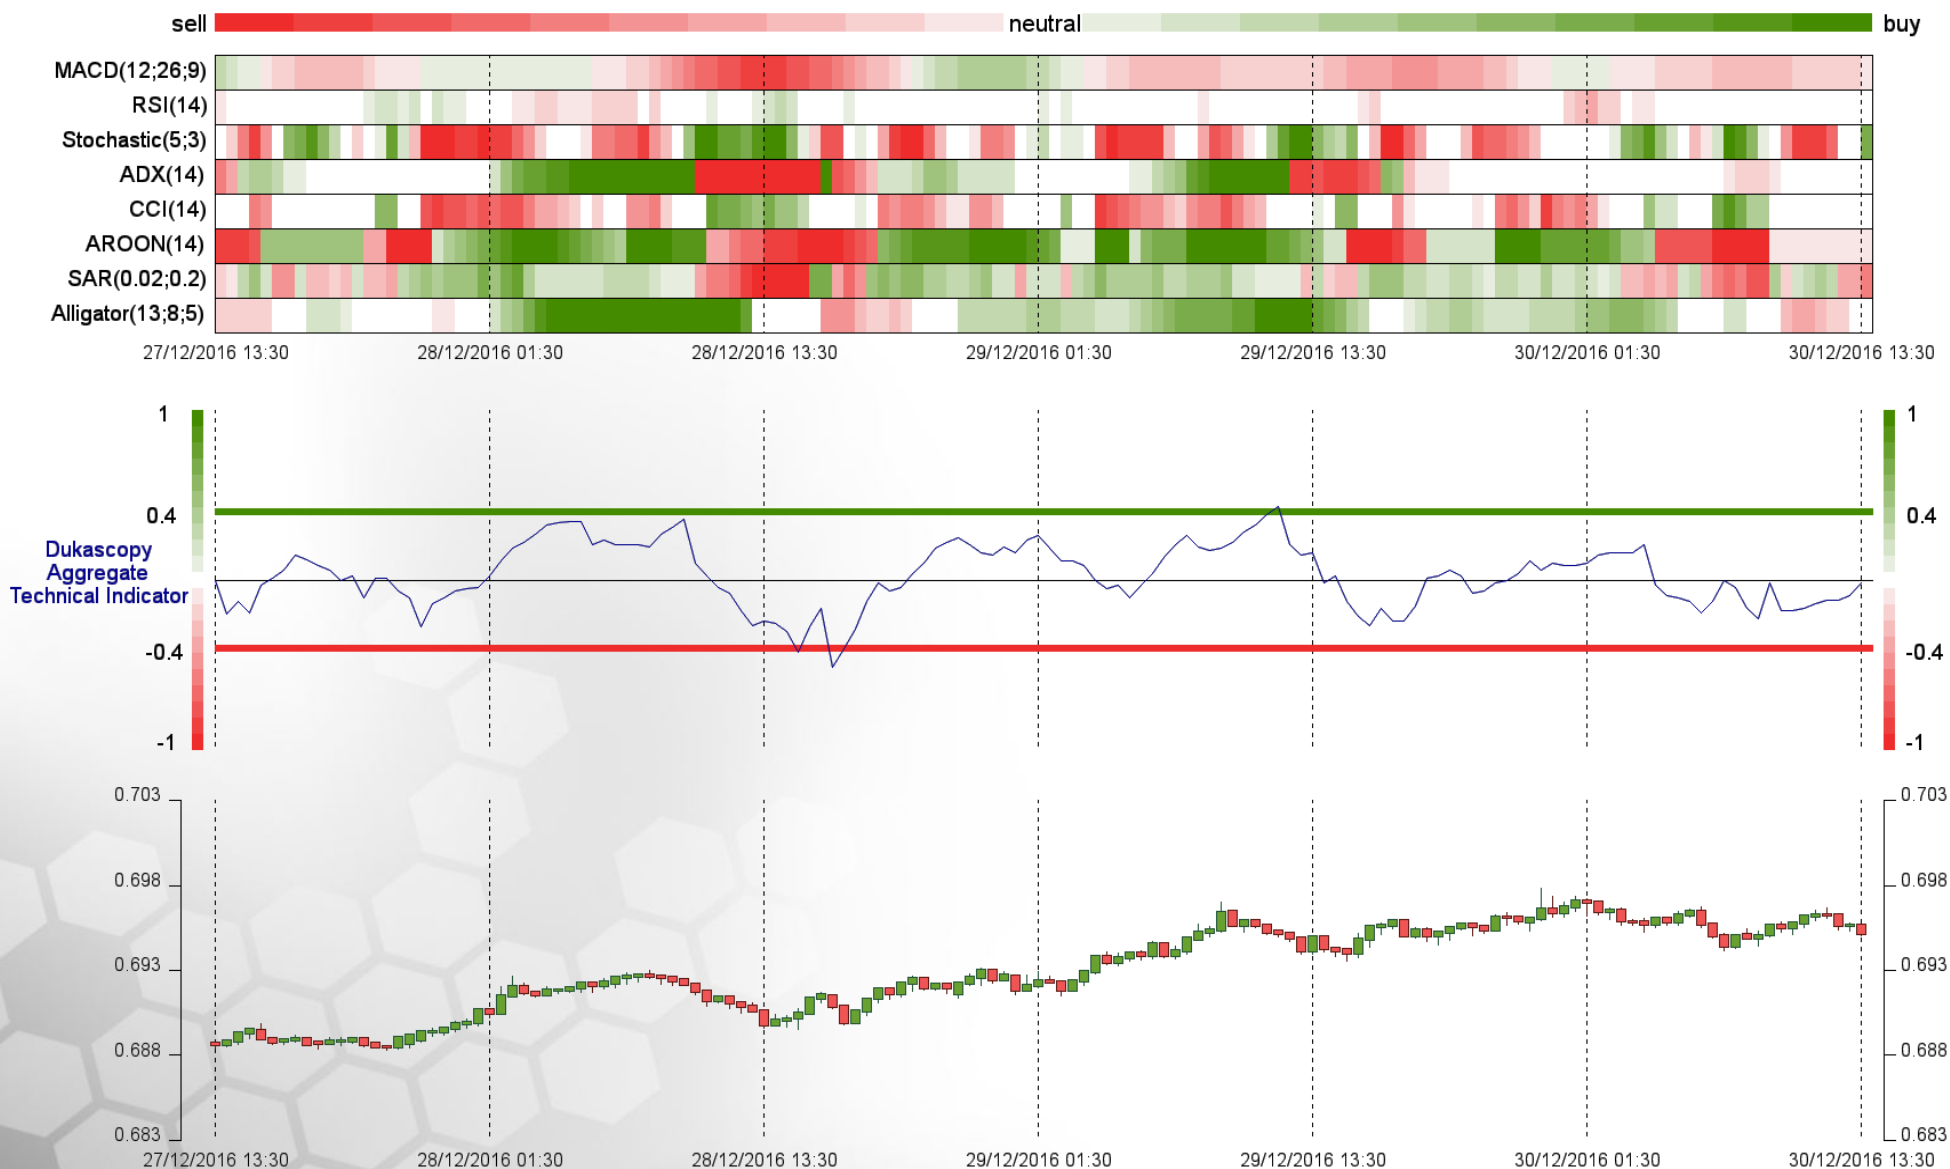 sell neutral buy
MACD(12;26;9)
RSI(14)
Stochastic(5;3)
ADX(14)
CCI(14)
AROON(14)
SAR(0.02;0.2)
Alligator(13;8;5)
27/12/2016 13:30 28/12/2016 01:30 28/12/2016 13:30 29/12/2016 01:30 29/12/2016 13:30 30/12/2016 01:30 30/12/2016 13:30
1 1
0.4 0.4
Dukascopy
Aggregate
Technical Indicator
-0.4 -0.4
-1 -1
0.703 0.703
0.698 0.698
0.693 0.693
0.688 0.688
0.683 0.683
27/12/2016 13:30 28/12/2016 01:30 28/12/2016 13:30 29/12/2016 01:30 29/12/2016 13:30 30/12/2016 01:30 30/12/2016 13:30